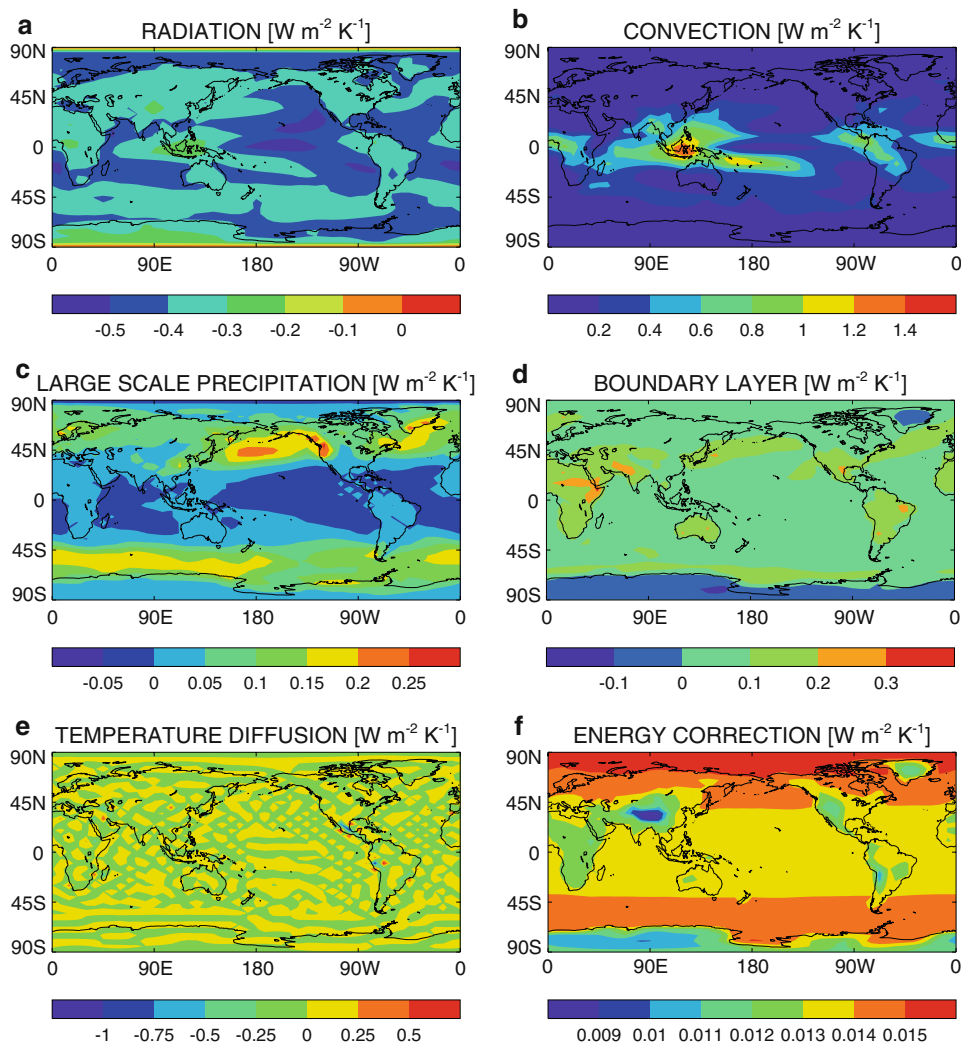 a
RADIATION [W m⁻² K⁻¹]
90N
45N
0
45S
90S
0 90E 180 90W 0
-0.5 -0.4 -0.3 -0.2 -0.1 0
b
CONVECTION [W m⁻² K⁻¹]
90N
45N
0
45S
90S
0 90E 180 90W 0
0.2 0.4 0.6 0.8 1 1.2 1.4
c
LARGE SCALE PRECIPITATION [W m⁻² K⁻¹]
90N
45N
0
45S
90S
0 90E 180 90W 0
-0.05 0 0.05 0.1 0.15 0.2 0.25
d
BOUNDARY LAYER [W m⁻² K⁻¹]
90N
45N
0
45S
90S
0 90E 180 90W 0
-0.1 0 0.1 0.2 0.3
e
TEMPERATURE DIFFUSION [W m⁻² K⁻¹]
90N
45N
0
45S
90S
0 90E 180 90W 0
-1 -0.75 -0.5 -0.25 0 0.25 0.5
f
ENERGY CORRECTION [W m⁻² K⁻¹]
90N
45N
0
45S
90S
0 90E 180 90W 0
0.009 0.01 0.011 0.012 0.013 0.014 0.015